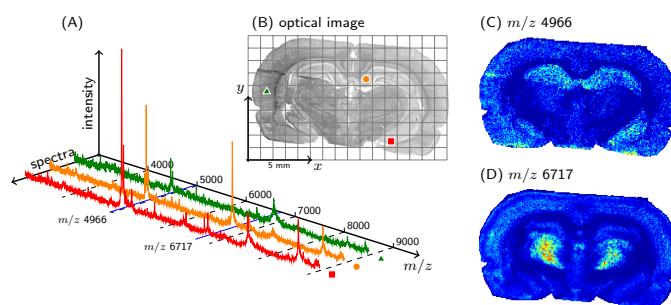 (A)
intensity
spectra
4000
5000
6000
7000
8000
9000
m/z
m/z 4966
m/z 6717
(B) optical image
y
x
5 mm
(C) m/z 4966
(D) m/z 6717